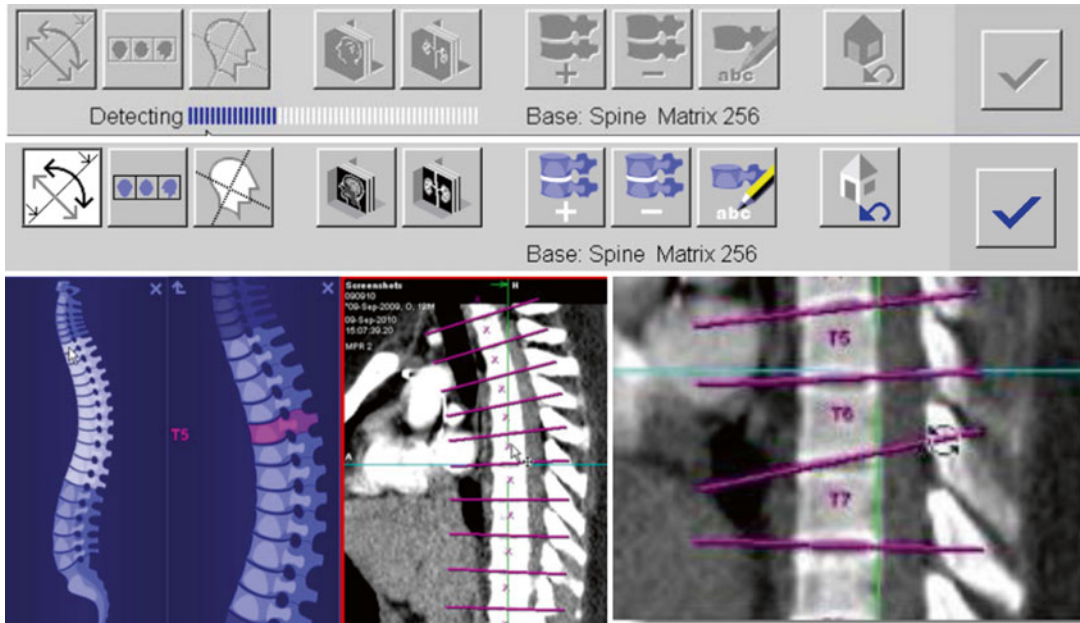 abc
Detecting
Base: Spine Matrix 256
abc
Base: Spine Matrix 256
T5
Screenshots
090910
*09-Sep-2009, O, 12M
09-Sep-2010
15:07:39.20
MPR 2
H
A
T5
T6
T7